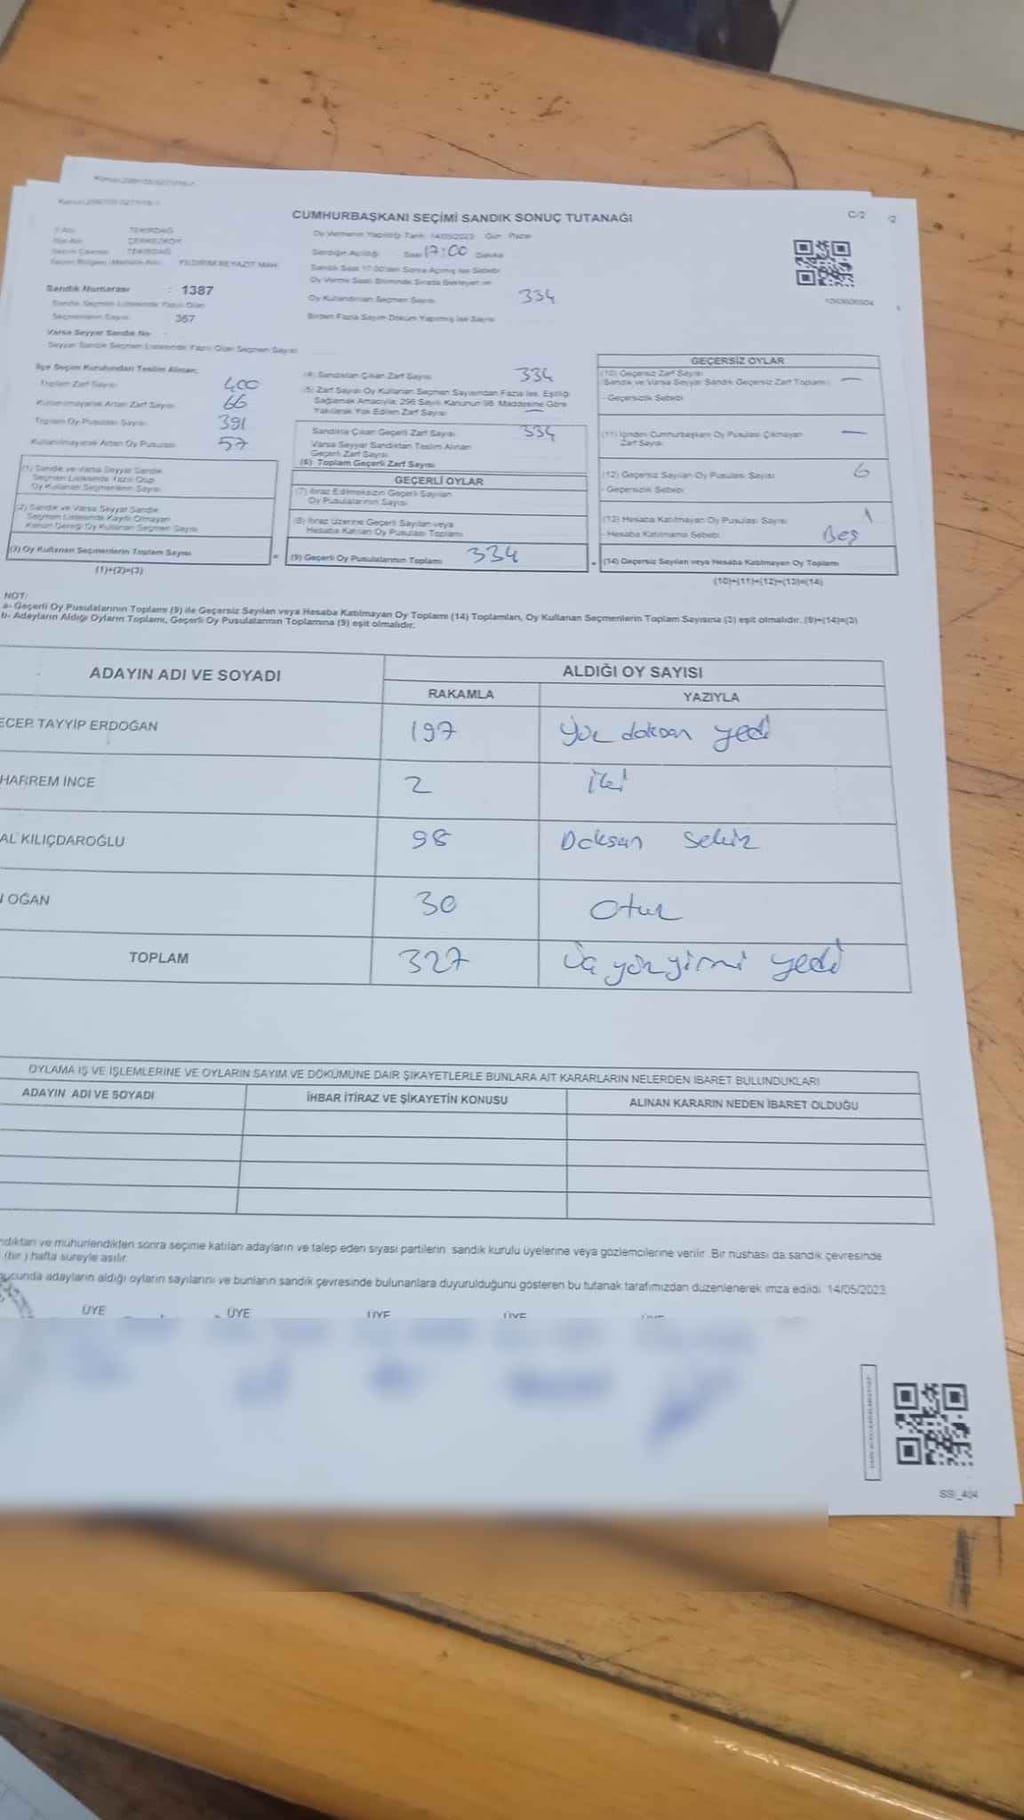 CUMHURBAŞKANI SEÇİMİ SANDIK SONUÇ TUTANAĞI
C/2
/2
İl Adı TEKİRDAĞ
İlçe Adı ÇERKEZKÖY
Seçim Çevresi TEKİRDAĞ
YILDIRIM BEYAZIT MAH.
Oy Vermenin Yapıldığı Tarih 14/05/2023 Gün Pazar
Sandığın Açıldığı Saat 17:00 Dakika
Sandık Saat 17:00'den Sonra Açılmış İse Sebebi
Sandık Numarası : 1387
Sandık Seçmen Listesinde Yazılı Olan
Seçmenlerin Sayısı 367
Oy Kullandırılan Seçmen Sayısı 334
Birden Fazla Sayım Döküm Yapılmış İse Sayısı
Varsa Seyyar Sandık No
Seyyar Sandık Seçmen Listesinde Yazılı Olan Seçmen Sayısı
İlçe Seçim Kurulundan Teslim Alınan;
Toplam Zarf Sayısı 400
Kullanılmayarak Artan Zarf Sayısı 66
Toplam Oy Pusulası Sayısı 391
Kullanılmayarak Artan Oy Pusulası 57
(1) Sandık ve Varsa Seyyar Sandık
Seçmen Listesinde Yazılı Olup
Oy Kullanan Seçmenlerin Sayısı
(2) Sandık ve Varsa Seyyar Sandık
Seçmen Listesinde Kayıtlı Olmayan
Kanun Gereği Oy Kullanan Seçmen Sayısı
(3) Oy Kullanan Seçmenlerin Toplam Sayısı
(1)+(2)=(3)
(4) Sandıktan Çıkan Zarf Sayısı 334
(5) Zarf Sayısı Oy Kullanan Seçmen Sayısından Fazla ise, Eşitliği
Sağlamak Amacıyla, 298 Sayılı Kanunun 98. Maddesine Göre
Yakılarak Yok Edilen Zarf Sayısı —
Sandıkta Çıkan Geçerli Zarf Sayısı 334
Varsa Seyyar Sandıktan Teslim Alınan
Geçerli Zarf Sayısı
(6) Toplam Geçerli Zarf Sayısı
GEÇERLİ OYLAR
(7) İtiraz Edilmeksizin Geçerli Sayılan
Oy Pusulalarının Sayısı
(8) İtiraz Üzerine Geçerli Sayılan veya
Hesaba Katılan Oy Pusulası Toplamı
(9) Geçerli Oy Pusulalarının Toplamı 334
GEÇERSİZ OYLAR
(10) Geçersiz Zarf Sayısı
(Sandık ve Varsa Seyyar Sandık Geçersiz Zarf Toplamı) —
- Geçersizlik Sebebi
(11) İçinden Cumhurbaşkanı Oy Pusulası Çıkmayan
Zarf Sayısı —
(12) Geçersiz Sayılan Oy Pusulası Sayısı 6
- Geçersizlik Sebebi
(13) Hesaba Katılmayan Oy Pusulası Sayısı 1
- Hesaba Katılmama Sebebi Boş
(14) Geçersiz Sayılan veya Hesaba Katılmayan Oy Toplamı
(10)+(11)+(12)+(13)=(14)
NOT:
a- Geçerli Oy Pusulalarının Toplamı (9) ile Geçersiz Sayılan veya Hesaba Katılmayan Oy Toplamı (14) Toplamları, Oy Kullanan Seçmenlerin Toplam Sayısına (3) eşit olmalıdır. (9)+(14)=(3)
b- Adayların Aldığı Oyların Toplamı, Geçerli Oy Pusulalarının Toplamına (9) eşit olmalıdır.
ADAYIN ADI VE SOYADI ALDIĞI OY SAYISI
RAKAMLA YAZIYLA
ECEP TAYYİP ERDOĞAN 197 Yüz doksan yedi
HARREM İNCE 2 iki
AL KILIÇDAROĞLU 98 Doksan sekiz
OĞAN 30 Otuz
TOPLAM 327 üç yüz yirmi yedi
OYLAMA İŞ VE İŞLEMLERİNE VE OYLARIN SAYIM VE DÖKÜMÜNE DAİR ŞİKAYETLERLE BUNLARA AİT KARARLARIN NELERDEN İBARET BULUNDUKLARI
ADAYIN ADI VE SOYADI İHBAR İTİRAZ VE ŞİKAYETİN KONUSU ALINAN KARARIN NEDEN İBARET OLDUĞU
ndıktan ve mühürlendikten sonra seçime katılan adayların ve talep eden siyasi partilerin sandık kurulu üyelerine veya gözlemcilerine verilir. Bir nüshası da sandık çevresinde
(bir) hafta süreyle asılır.
ucunda adayların aldığı oyların sayılarını ve bunların sandık çevresinde bulunanlara duyurulduğunu gösteren bu tutanak tarafımızdan düzenlenerek imza edildi. 14/05/2023
ÜYE ÜYE ÜYE ÜYE
SSİ_404